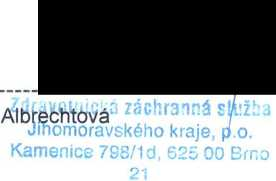 Zdravotnická záchranná služba
Albrechtová
Jihomoravského kraje, p.o.
Kamenice 798/1d, 625 00 Brno
21